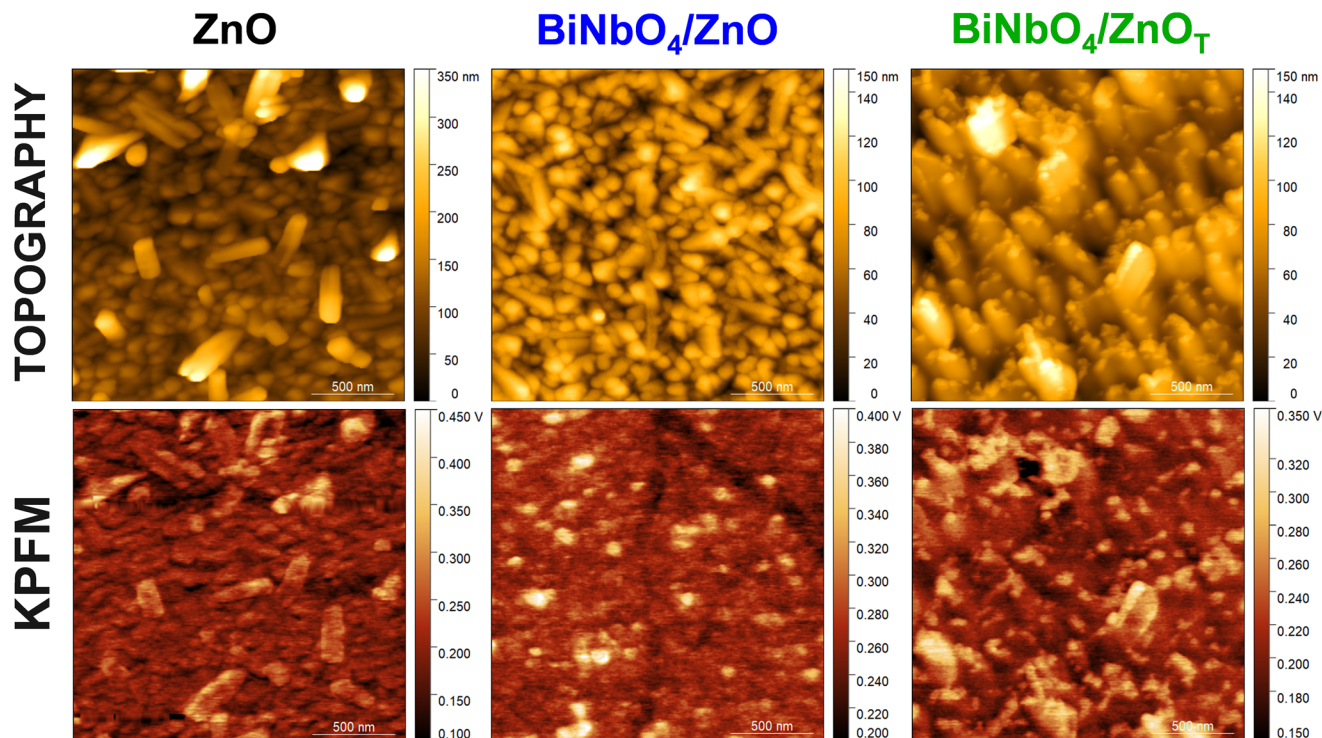 ZnO
BiNbO4/ZnO
BiNbO4/ZnOT
TOPOGRAPHY
350 nm
300
250
200
150
100
50
0
500 nm
150 nm
140
120
100
80
60
40
20
0
500 nm
150 nm
140
120
100
80
60
40
20
0
500 nm
KPFM
0.450 V
0.400
0.450
0.300
0.250
0.200
0.150
0.100
500 nm
0.400 V
0.380
0.360
0.340
0.320
0.300
0.280
0.260
0.240
0.220
0.200
500 nm
0.350 V
0.320
0.300
0.280
0.260
0.240
0.220
0.200
0.180
0.150
500 nm